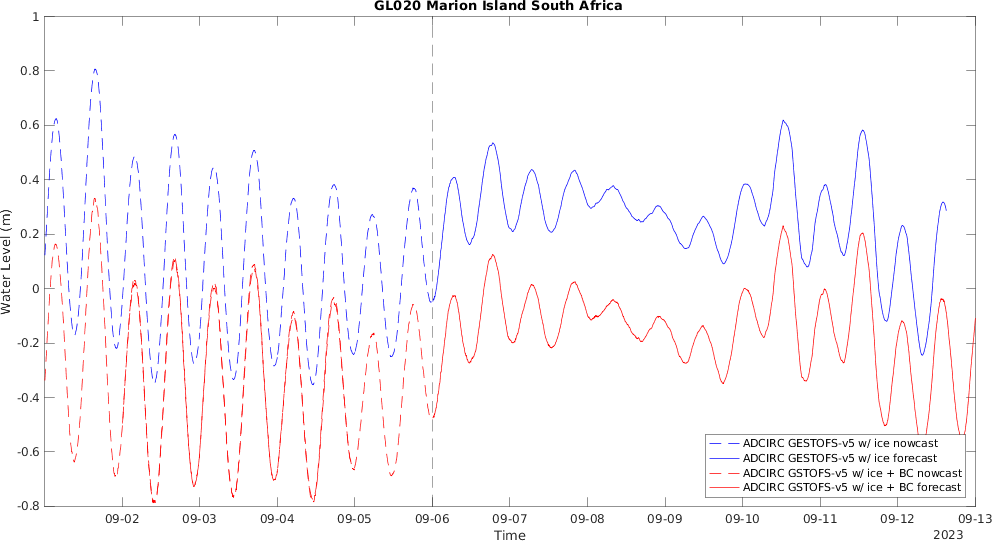 GL020 Marion Island South Africa
1
0.8
0.6
0.4
0.2
0
-0.2
-0.4
-0.6
-0.8
Water Level (m)
09-02 09-03 09-04 09-05 09-06 09-07 09-08 09-09 09-10 09-11 09-12 09-13
Time
2023
ADCIRC GESTOFS-v5 w/ ice nowcast
ADCIRC GESTOFS-v5 w/ ice forecast
ADCIRC GSTOFS-v5 w/ ice + BC nowcast
ADCIRC GSTOFS-v5 w/ ice + BC forecast